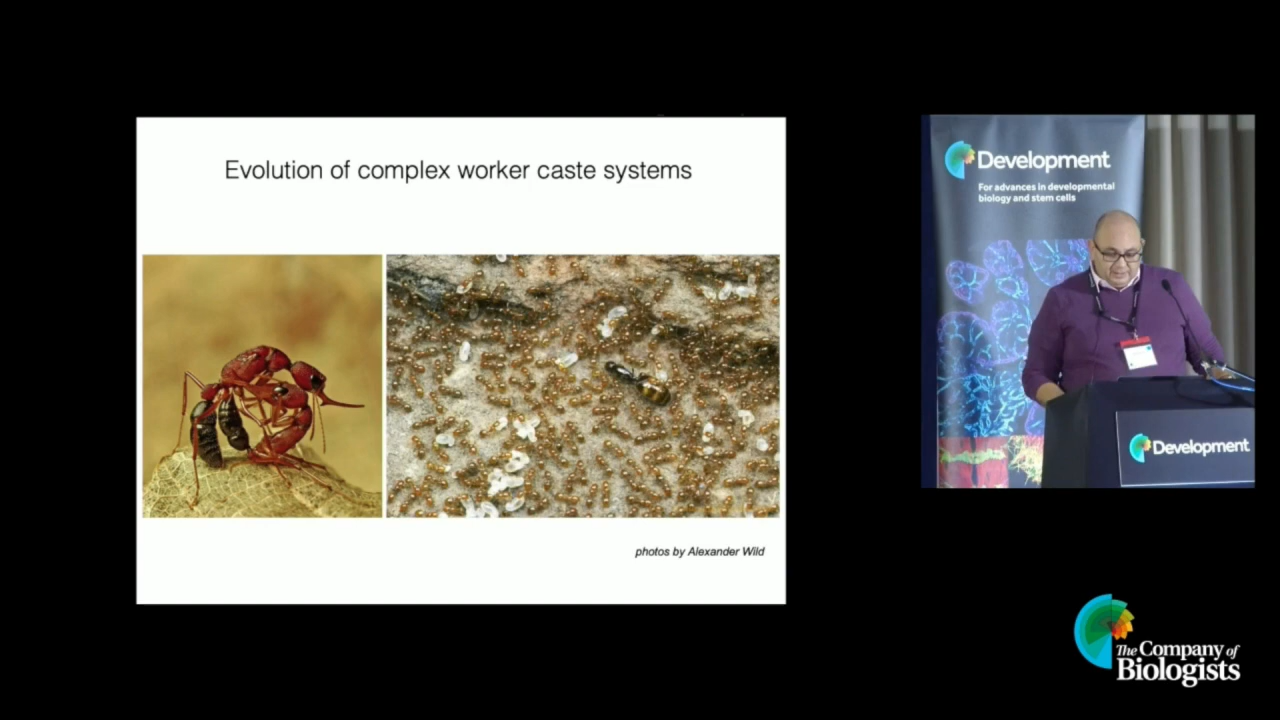 Evolution of complex worker caste systems
photos by Alexander Wild
Development
For advances in developmental
biology and stem cells
Development
The Company of
Biologists